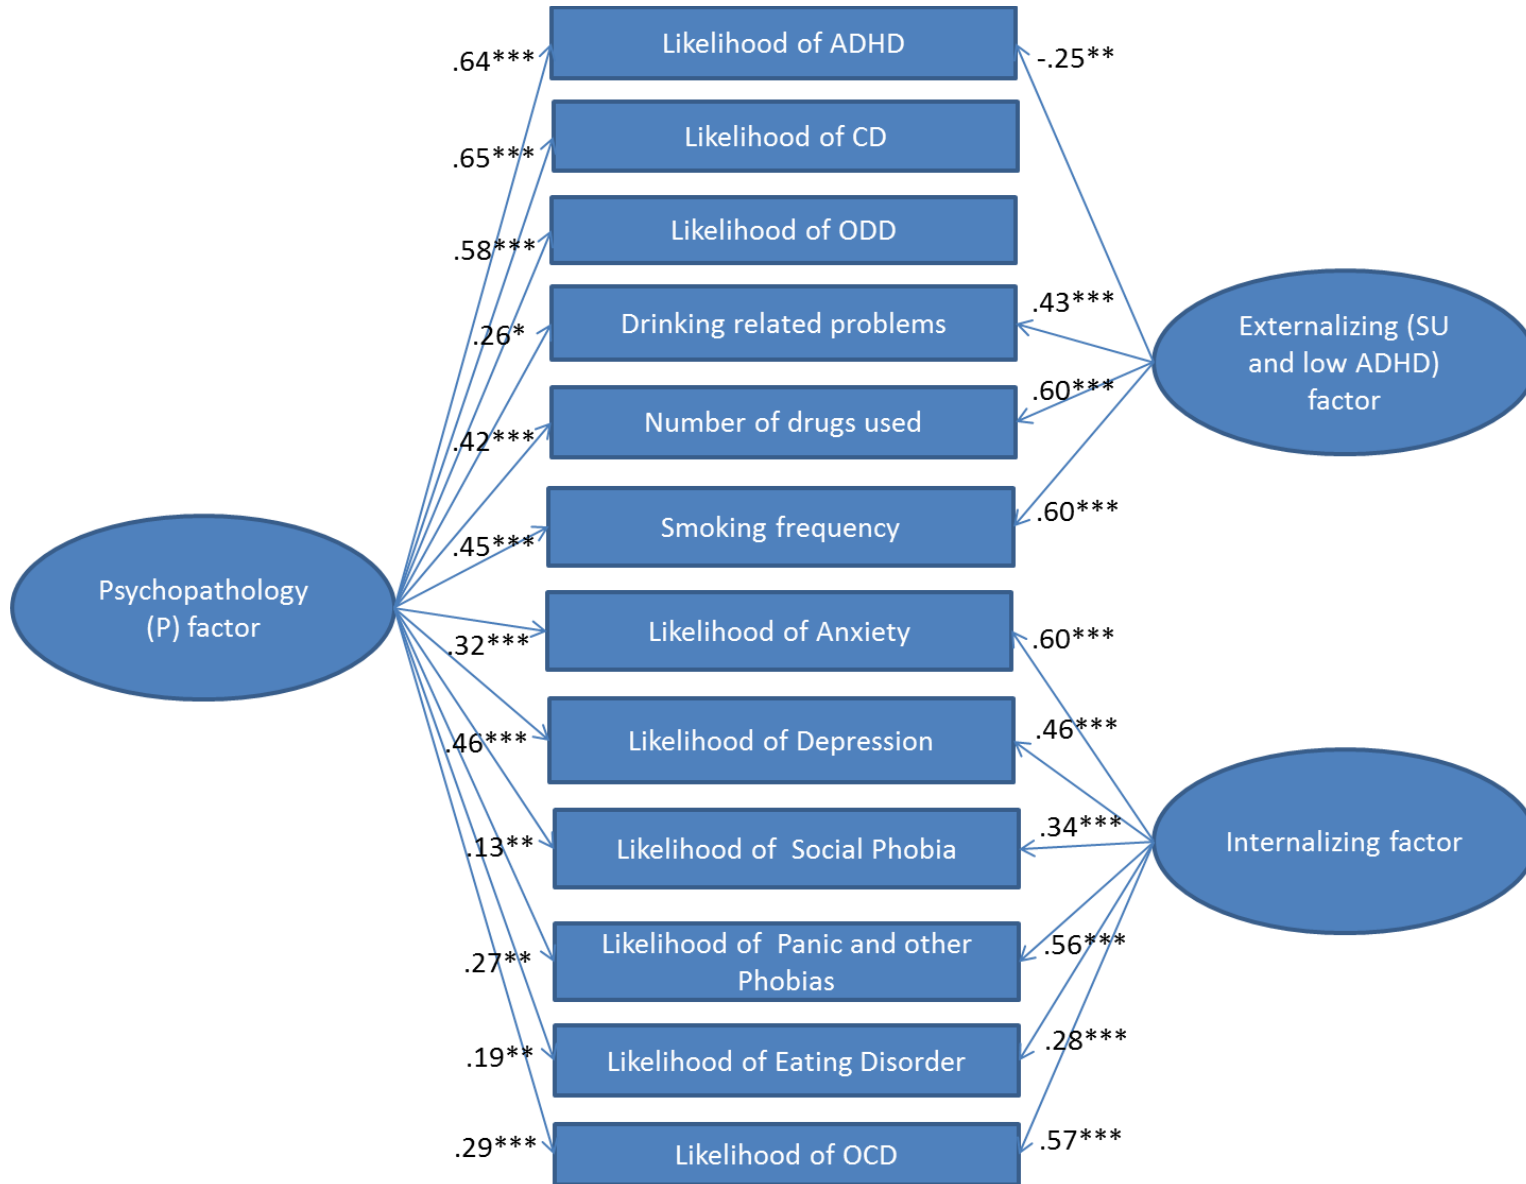 .64***
Likelihood of ADHD
-.25**
.65***
Likelihood of CD
.58***
Likelihood of ODD
.26*
Drinking related problems
.43***
Externalizing (SU
and low ADHD)
factor
.42***
Number of drugs used
.60***
.45***
Smoking frequency
.60***
Psychopathology
(P) factor
.32***
Likelihood of Anxiety
.60***
.46***
Likelihood of Depression
.46***
.13**
Likelihood of  Social Phobia
.34***
Internalizing factor
.27**
Likelihood of  Panic and other
Phobias
.56***
.19**
Likelihood of Eating Disorder
.28***
.29***
Likelihood of OCD
.57***